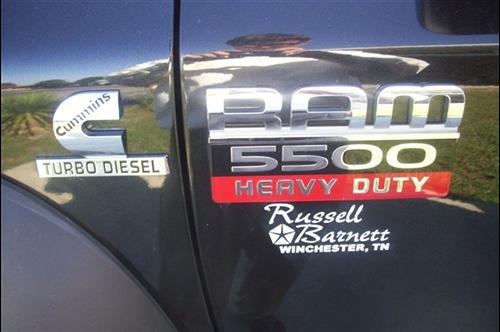 Cummins
TURBO DIESEL
RAM
5500
HEAVY DUTY
Russell
Barnett
WINCHESTER, TN